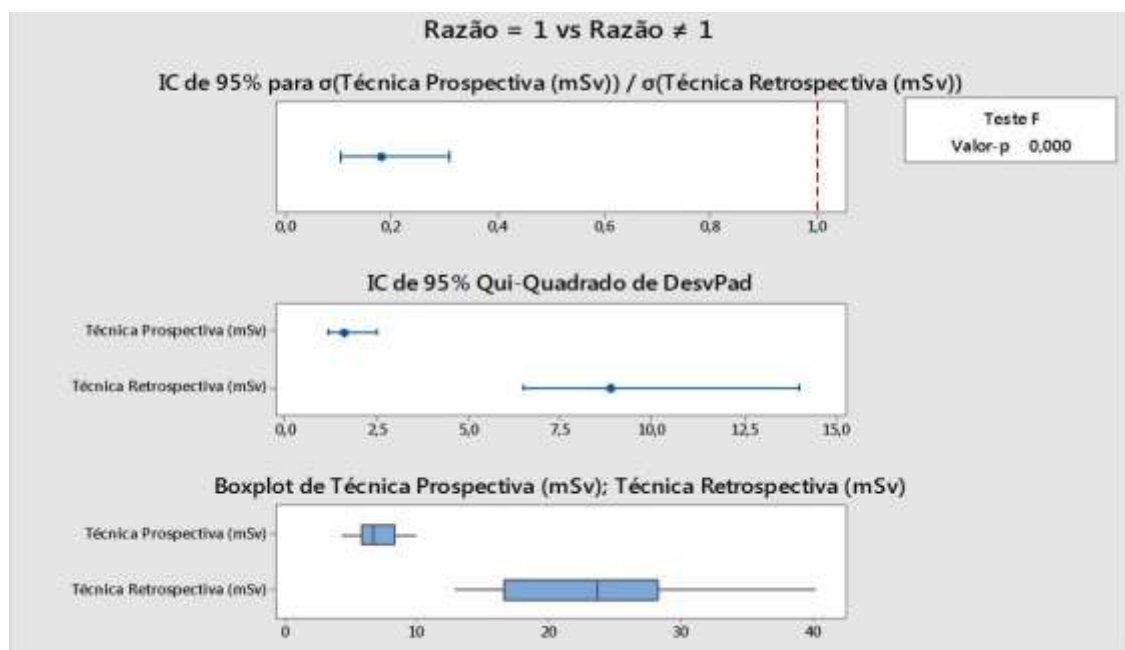 Razão = 1 vs Razão ≠ 1
IC de 95% para σ(Técnica Prospectiva (mSv)) / σ(Técnica Retrospectiva (mSv))
Teste F
Valor-p 0,000
0,0 0,2 0,4 0,6 0,8 1,0
IC de 95% Qui-Quadrado de DesvPad
Técnica Prospectiva (mSv)
Técnica Retrospectiva (mSv)
0,0 2,5 5,0 7,5 10,0 12,5 15,0
Boxplot de Técnica Prospectiva (mSv); Técnica Retrospectiva (mSv)
Técnica Prospectiva (mSv)
Técnica Retrospectiva (mSv)
0 10 20 30 40